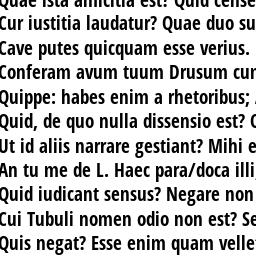 Quae ista amicitia est? Quid cense
Cur iustitia laudatur? Quae duo su
Cave putes quicquam esse verius.
Conferam avum tuum Drusum cum
Quippe: habes enim a rhetoribus;
Quid, de quo nulla dissensio est?
Ut id aliis narrare gestiant? Mihi e
An tu me de L. Haec para/doca illi,
Quid iudicant sensus? Negare non
Cui Tubuli nomen odio non est? Se
Quis negat? Esse enim quam velle